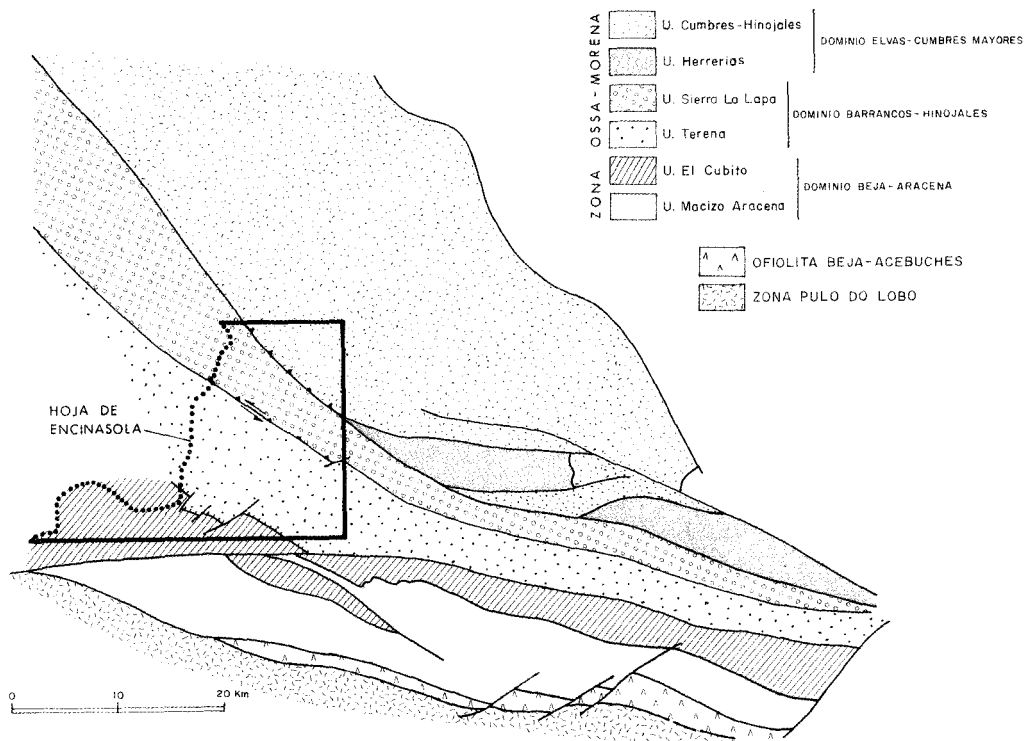 ZONA OSSA-MORENA
U. Cumbres-Hinojales
U. Herrerias
DOMINIO ELVAS-CUMBRES MAYORES
U. Sierra La Lapa
U. Terena
DOMINIO BARRANCOS-HINOJALES
U. El Cubito
U. Macizo Aracena
DOMINIO BEJA-ARACENA
OFIOLITA BEJA-ACEBUCHES
ZONA PULO DO LOBO
HOJA DE
ENCINASOLA
0 10 20 Km